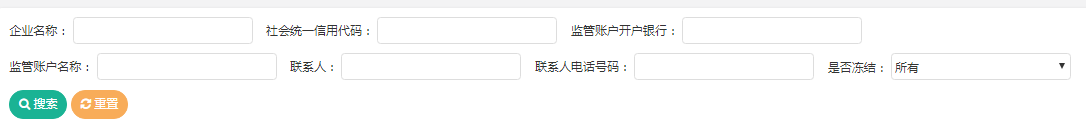 企业名称： 社会统一信用代码： 监管账户开户银行：
监管账户名称： 联系人： 联系人电话号码： 是否冻结： 所有
搜索 重置